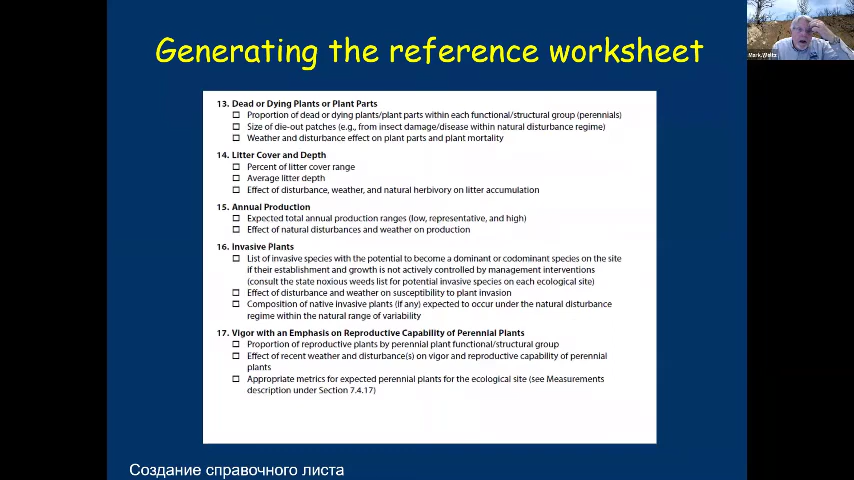 Generating the reference worksheet
Mark Weltz
13. Dead or Dying Plants or Plant Parts
☐ Proportion of dead or dying plants/plant parts within each functional/structural group (perennials)
☐ Size of die-out patches (e.g., from insect damage/disease within natural disturbance regime)
☐ Weather and disturbance effect on plant parts and plant mortality
14. Litter Cover and Depth
☐ Percent of litter cover range
☐ Average litter depth
☐ Effect of disturbance, weather, and natural herbivory on litter accumulation
15. Annual Production
☐ Expected total annual production ranges (low, representative, and high)
☐ Effect of natural disturbances and weather on production
16. Invasive Plants
☐ List of invasive species with the potential to become a dominant or codominant species on the site
if their establishment and growth is not actively controlled by management interventions
(consult the state noxious weeds list for potential invasive species on each ecological site)
☐ Effect of disturbance and weather on susceptibility to plant invasion
☐ Composition of native invasive plants (if any) expected to occur under the natural disturbance
regime within the natural range of variability
17. Vigor with an Emphasis on Reproductive Capability of Perennial Plants
☐ Proportion of reproductive plants by perennial plant functional/structural group
☐ Effect of recent weather and disturbance(s) on vigor and reproductive capability of perennial
plants
☐ Appropriate metrics for expected perennial plants for the ecological site (see Measurements
description under Section 7.4.17)
Создание справочного листа